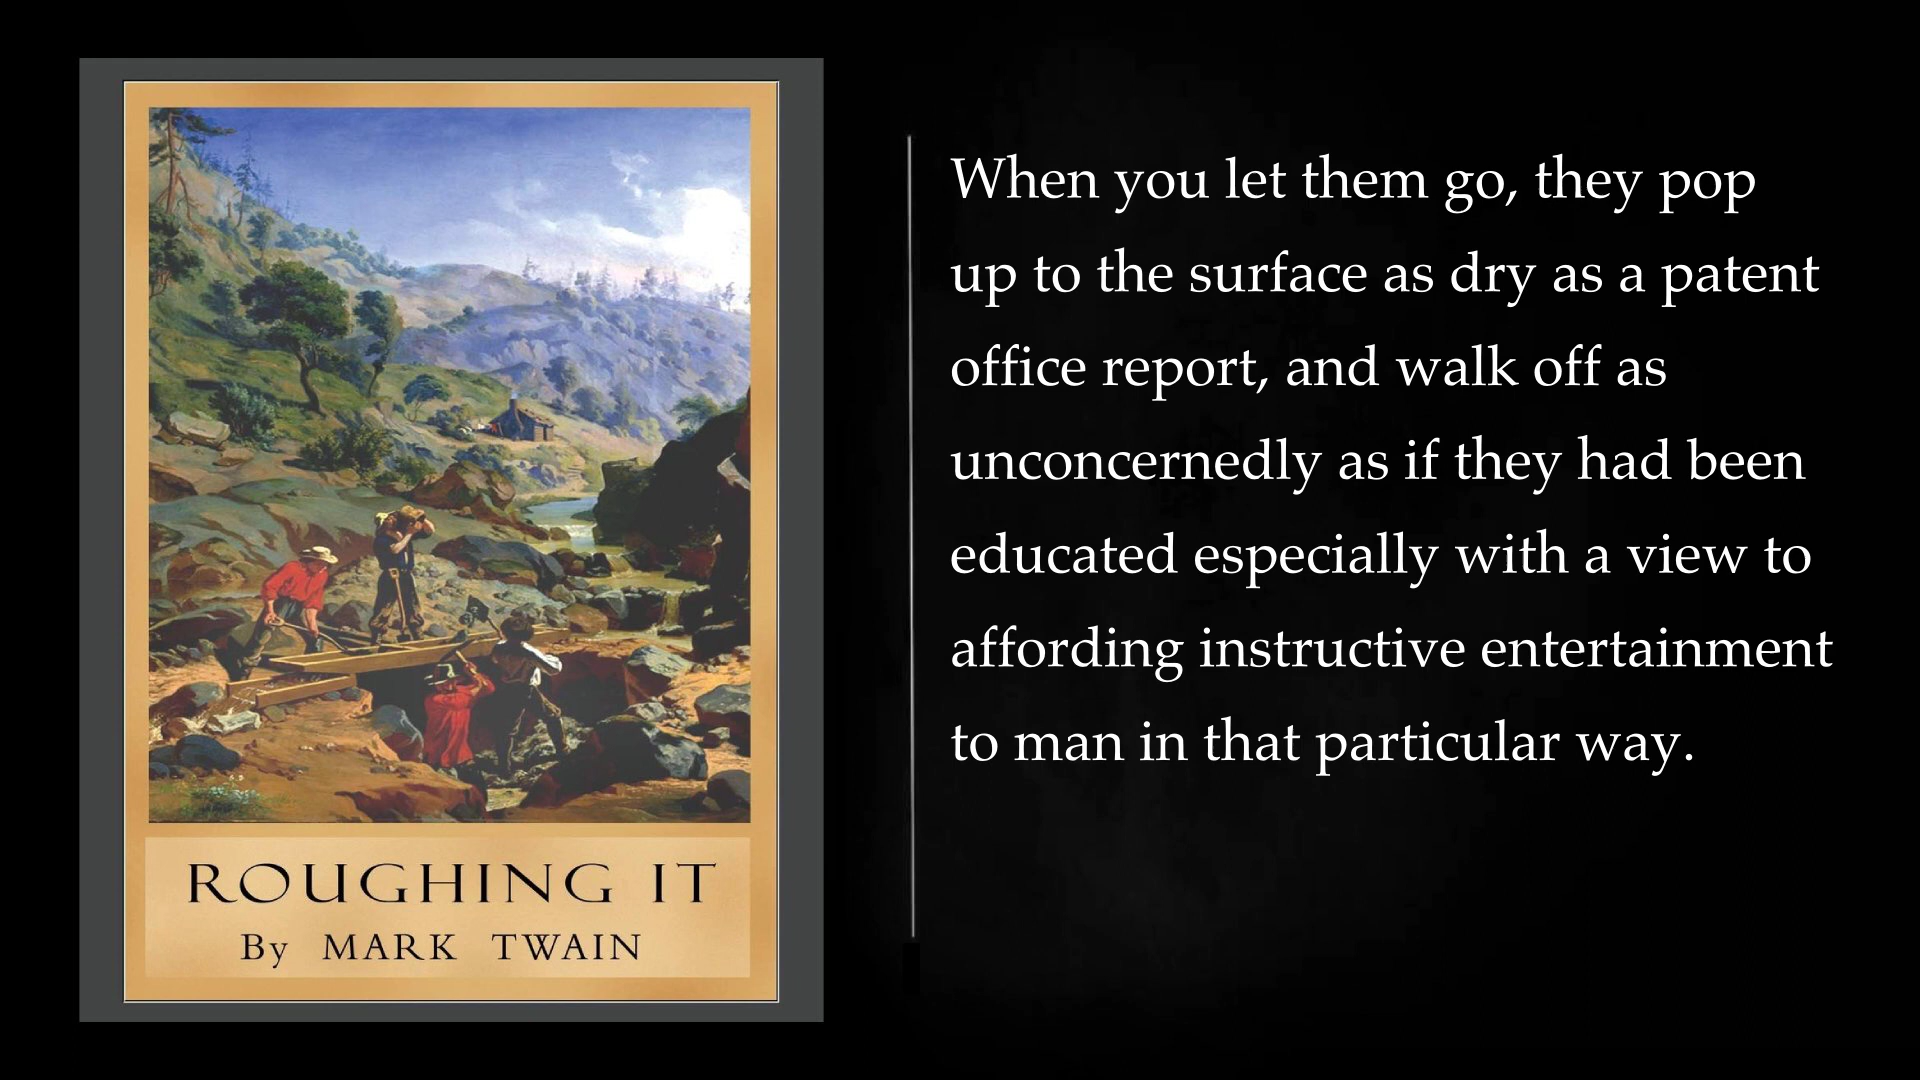 ROUGHING IT
By MARK TWAIN
When you let them go, they pop
up to the surface as dry as a patent
office report, and walk off as
unconcernedly as if they had been
educated especially with a view to
affording instructive entertainment
to man in that particular way.